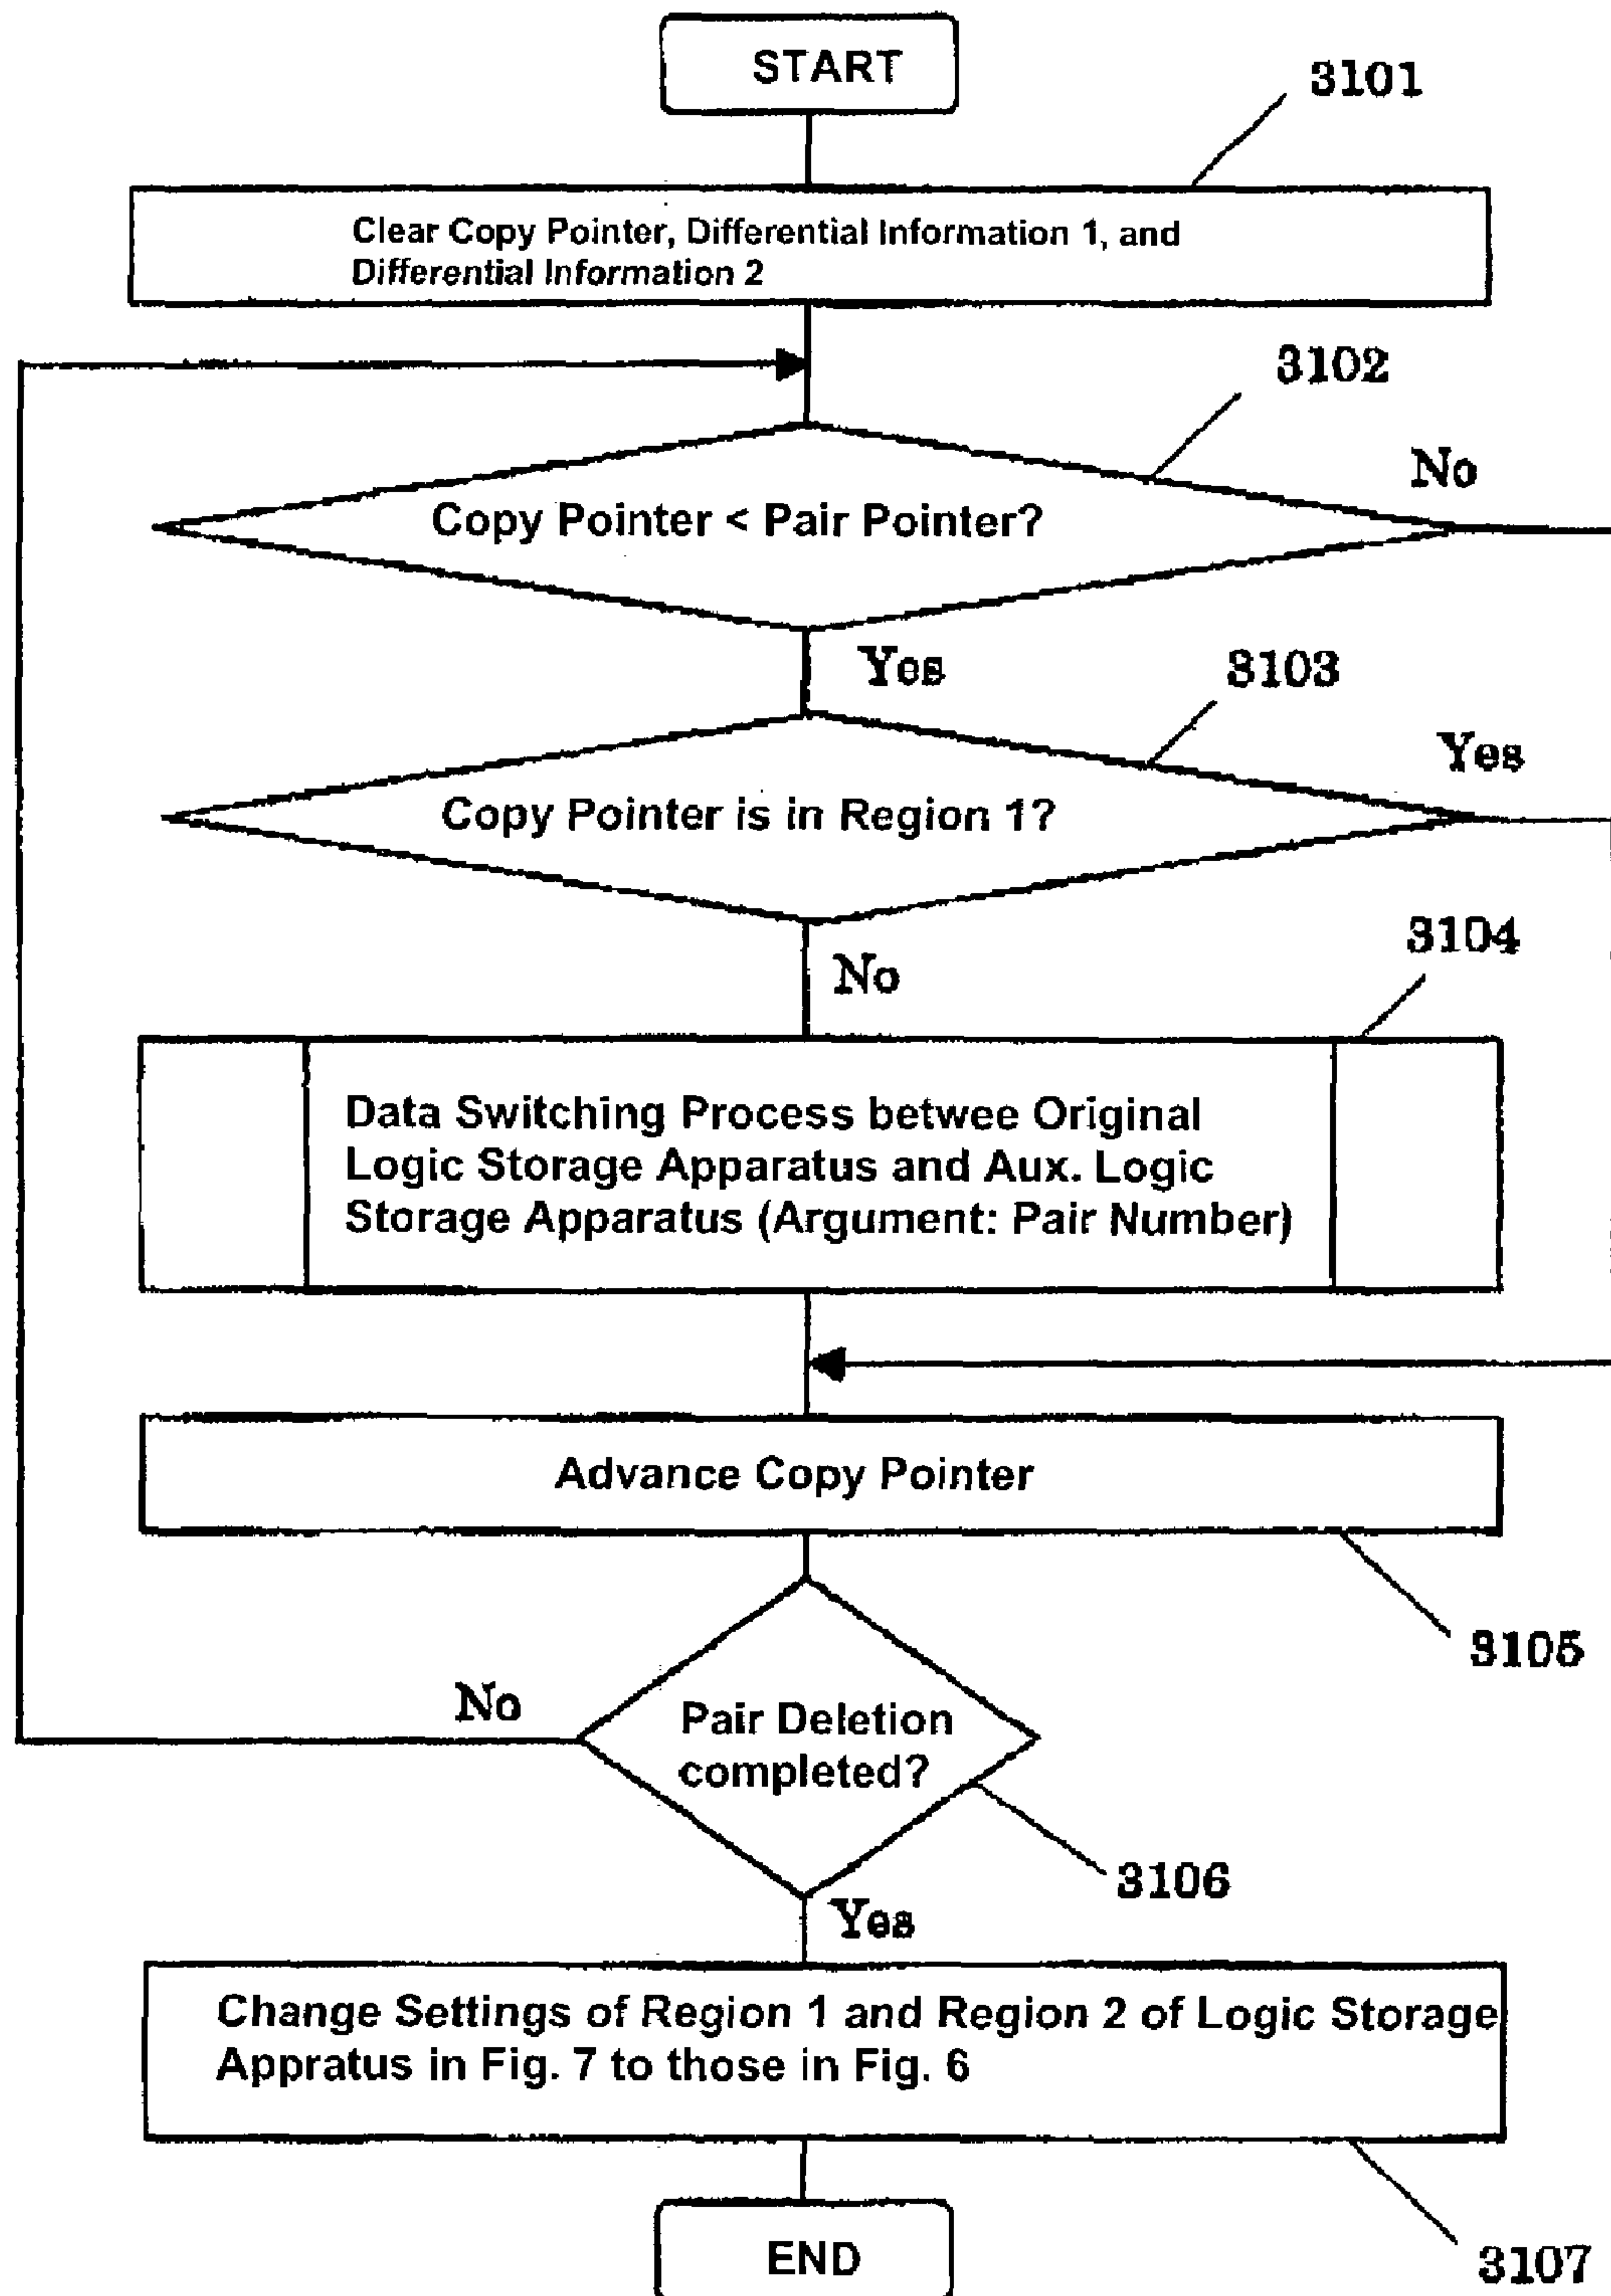 START
3101
Clear Copy Pointer, Differential Information 1, and
Differential Information 2
3102
No
Copy Pointer < Pair Pointer?
Yes
3103
Yes
Copy Pointer is in Region 1?
No
3104
Data Switching Process betwee Original
Logic Storage Apparatus and Aux. Logic
Storage Apparatus (Argument: Pair Number)
Advance Copy Pointer
3105
No
Pair Deletion
completed?
3106
Yes
Change Settings of Region 1 and Region 2 of Logic Storage
Appratus in Fig. 7 to those in Fig. 6
END
3107